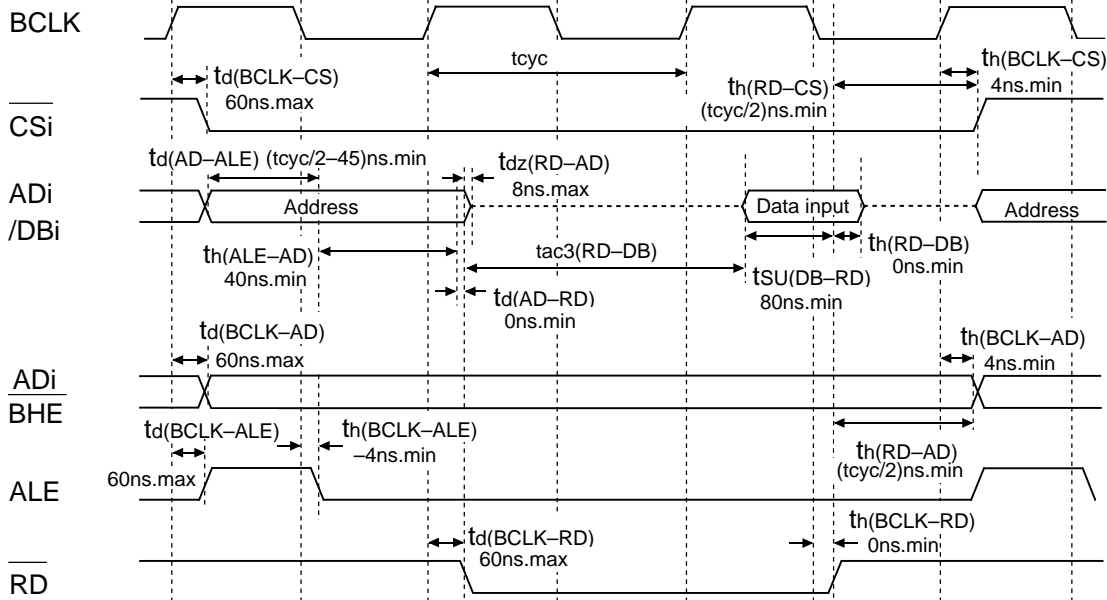 BCLK
td(BCLK–CS)
60ns.max
tcyc
th(RD–CS)
(tcyc/2)ns.min
th(BCLK–CS)
4ns.min
CSi
td(AD–ALE) (tcyc/2–45)ns.min
tdz(RD–AD)
8ns.max
ADi
/DBi
Address
Data input
Address
th(ALE–AD)
40ns.min
tac3(RD–DB)
th(RD–DB)
0ns.min
tSU(DB–RD)
80ns.min
td(AD–RD)
0ns.min
td(BCLK–AD)
60ns.max
th(BCLK–AD)
4ns.min
ADi
BHE
td(BCLK–ALE)
60ns.max
th(BCLK–ALE)
–4ns.min
th(RD–AD)
(tcyc/2)ns.min
ALE
td(BCLK–RD)
60ns.max
th(BCLK–RD)
0ns.min
RD